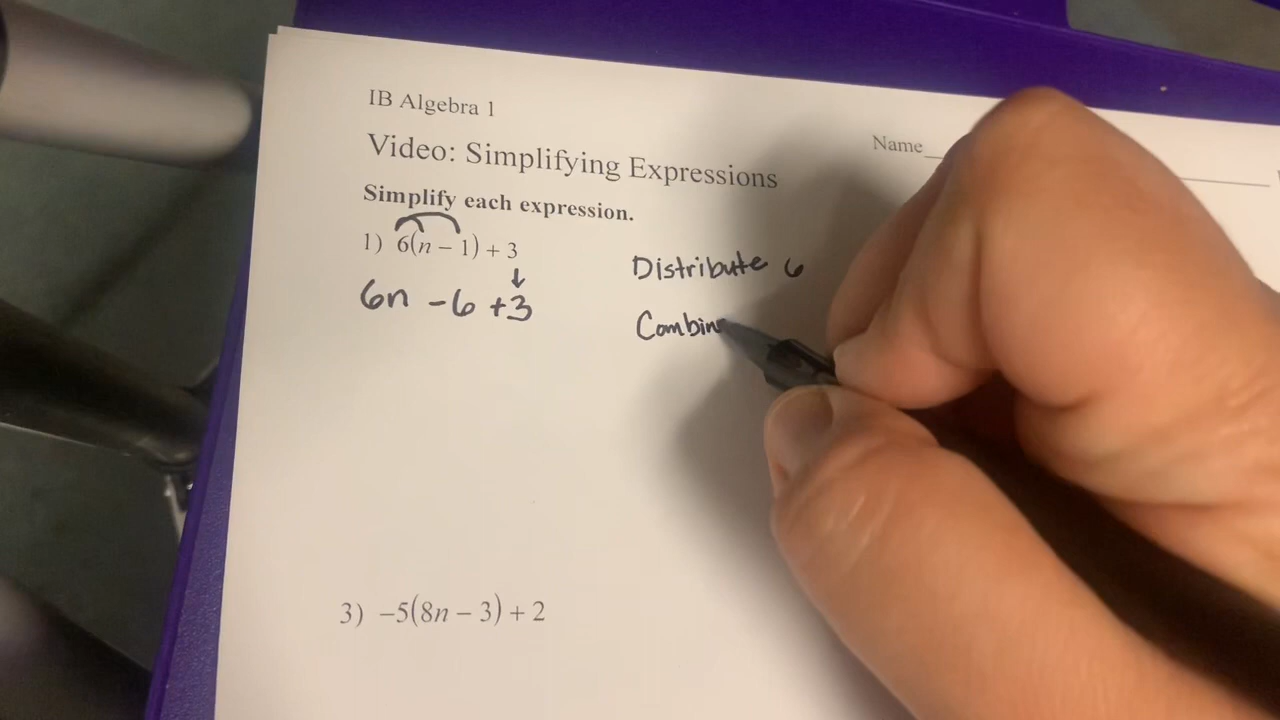 IB Algebra 1
Name
Video: Simplifying Expressions
Simplify each expression.
1) 6(n − 1) + 3
6n − 6 + 3
Distribute 6
Combin
3) −5(8n − 3) + 2